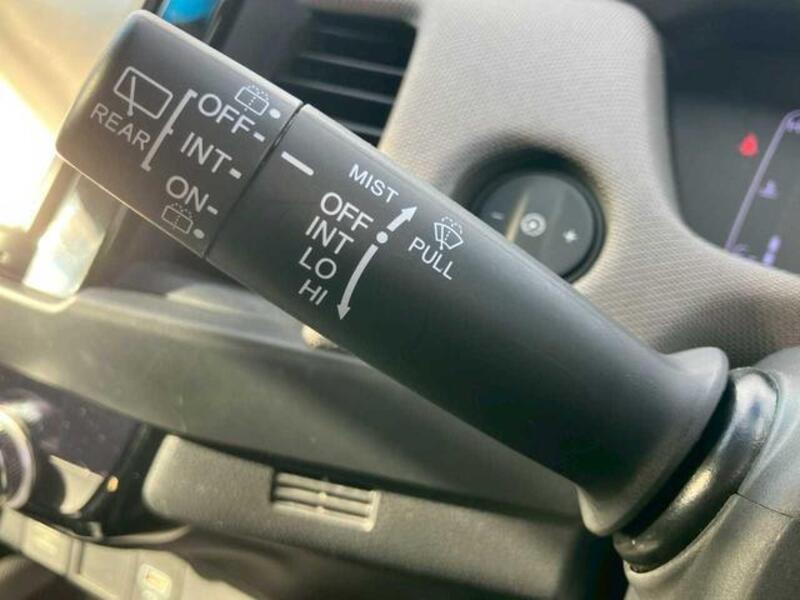 REAR
OFF
INT
ON
MIST
OFF
INT
LO
HI
PULL